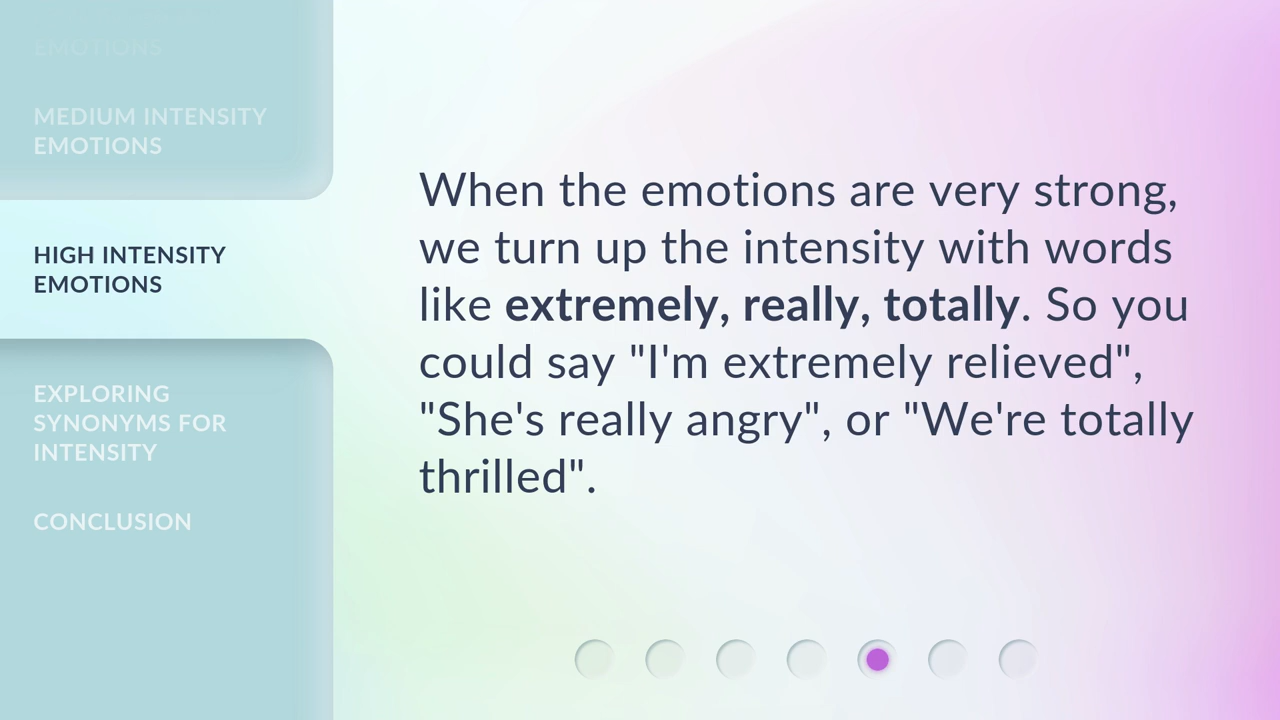 EMOTIONS
MEDIUM INTENSITY
EMOTIONS
HIGH INTENSITY
EMOTIONS
EXPLORING
SYNONYMS FOR
INTENSITY
CONCLUSION
When the emotions are very strong,
we turn up the intensity with words
like extremely, really, totally. So you
could say "I'm extremely relieved",
"She's really angry", or "We're totally
thrilled".